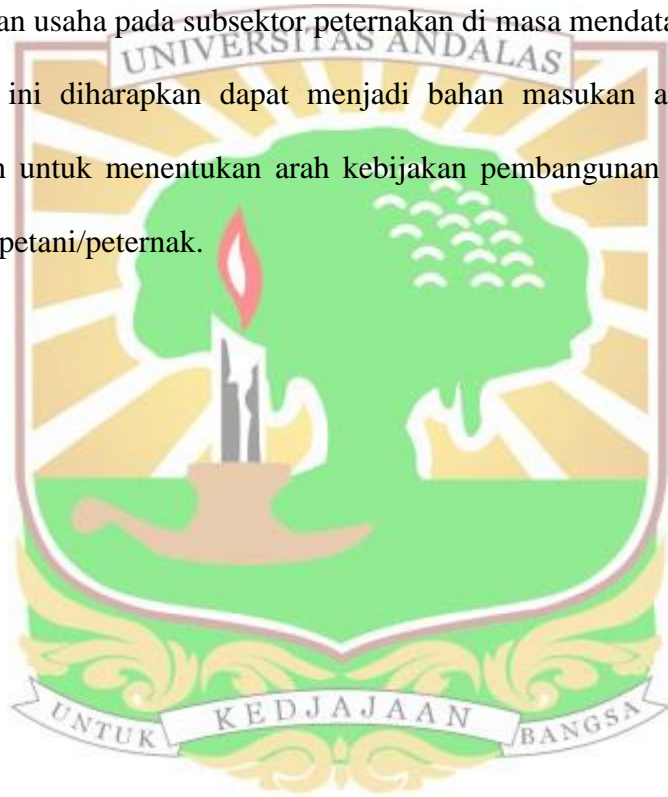 an usaha pada subsektor peternakan di masa mendata
UNIVERSITAS ANDALAS
ini diharapkan dapat menjadi bahan masukan a
untuk menentukan arah kebijakan pembangunan
petani/peternak.
UNTUK KEDJAJAAN BANGSA